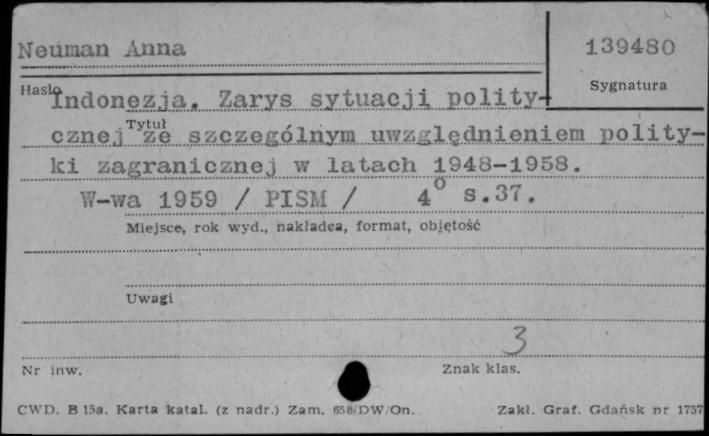 Neuman Anna
139480
Hasło
Sygnatura
Indonezja. Zarys sytuacji polity-
Tytuł
cznej ze szczególnym uwzględnieniem polity-
ki zagranicznej w latach 1948-1958.
W-wa 1959 / PISM / 4° s.37.
Miejsce, rok wyd., nakładca, format, objętość
Uwagi
3
Nr inw.
Znak klas.
CWD. B 15a. Karta katal. (z nadr.) Zam. 658/DW/On.
Zakł. Graf. Gdańsk nr 1757